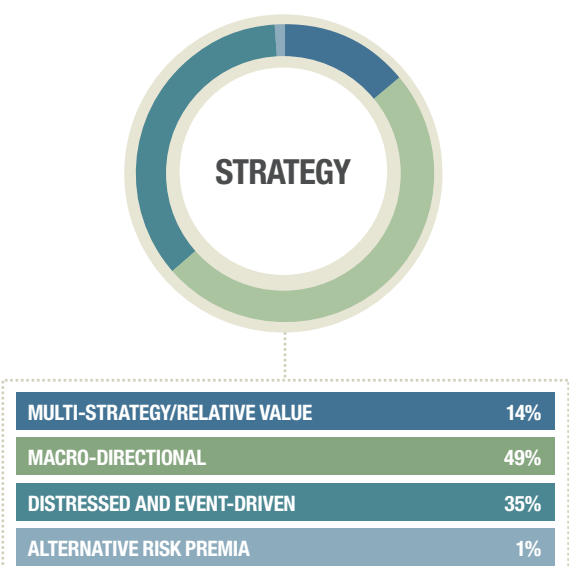 STRATEGY
MULTI-STRATEGY/RELATIVE VALUE 14%
MACRO-DIRECTIONAL 49%
DISTRESSED AND EVENT-DRIVEN 35%
ALTERNATIVE RISK PREMIA 1%